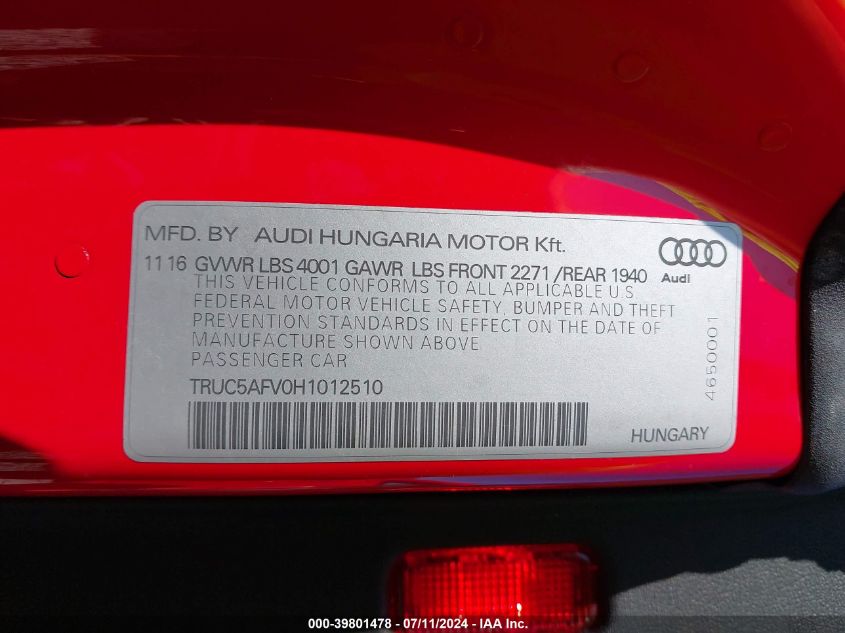 MFD. BY AUDI HUNGARIA MOTOR Kft.
11 16 GVWR LBS 4001 GAWR LBS FRONT 2271 /REAR 1940
Audi
THIS VEHICLE CONFORMS TO ALL APPLICABLE U S
FEDERAL MOTOR VEHICLE SAFETY, BUMPER AND THEFT
PREVENTION STANDARDS IN EFFECT ON THE DATE OF
MANUFACTURE SHOWN ABOVE
PASSENGER CAR
TRUC5AFV0H1012510
4650001
HUNGARY
000-39801478 - 07/11/2024 - IAA Inc.